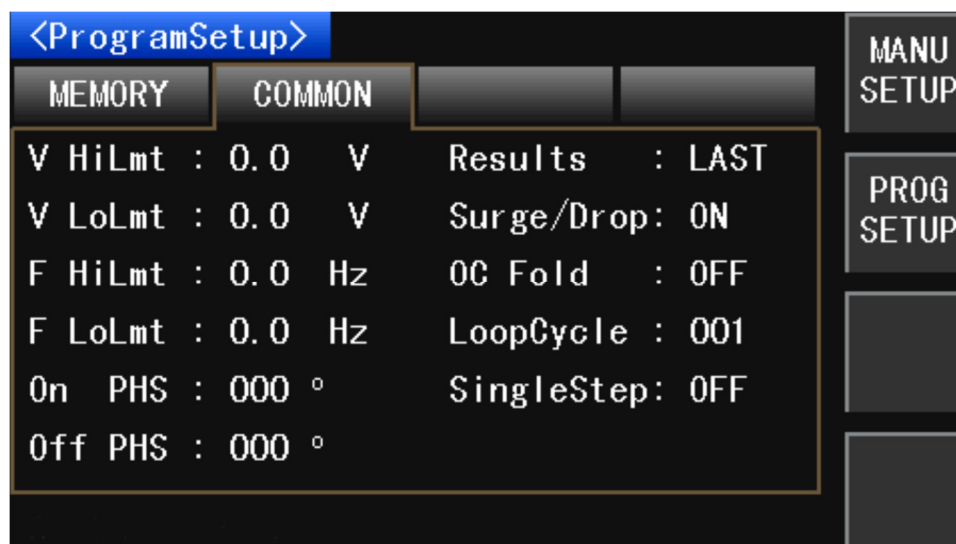 <ProgramSetup>
MEMORY COMMON
V HiLmt : 0.0 V
V LoLmt : 0.0 V
F HiLmt : 0.0 Hz
F LoLmt : 0.0 Hz
On PHS : 000 °
Off PHS : 000 °
Results : LAST
Surge/Drop: ON
OC Fold : OFF
LoopCycle : 001
SingleStep: OFF
MANU
SETUP
PROG
SETUP